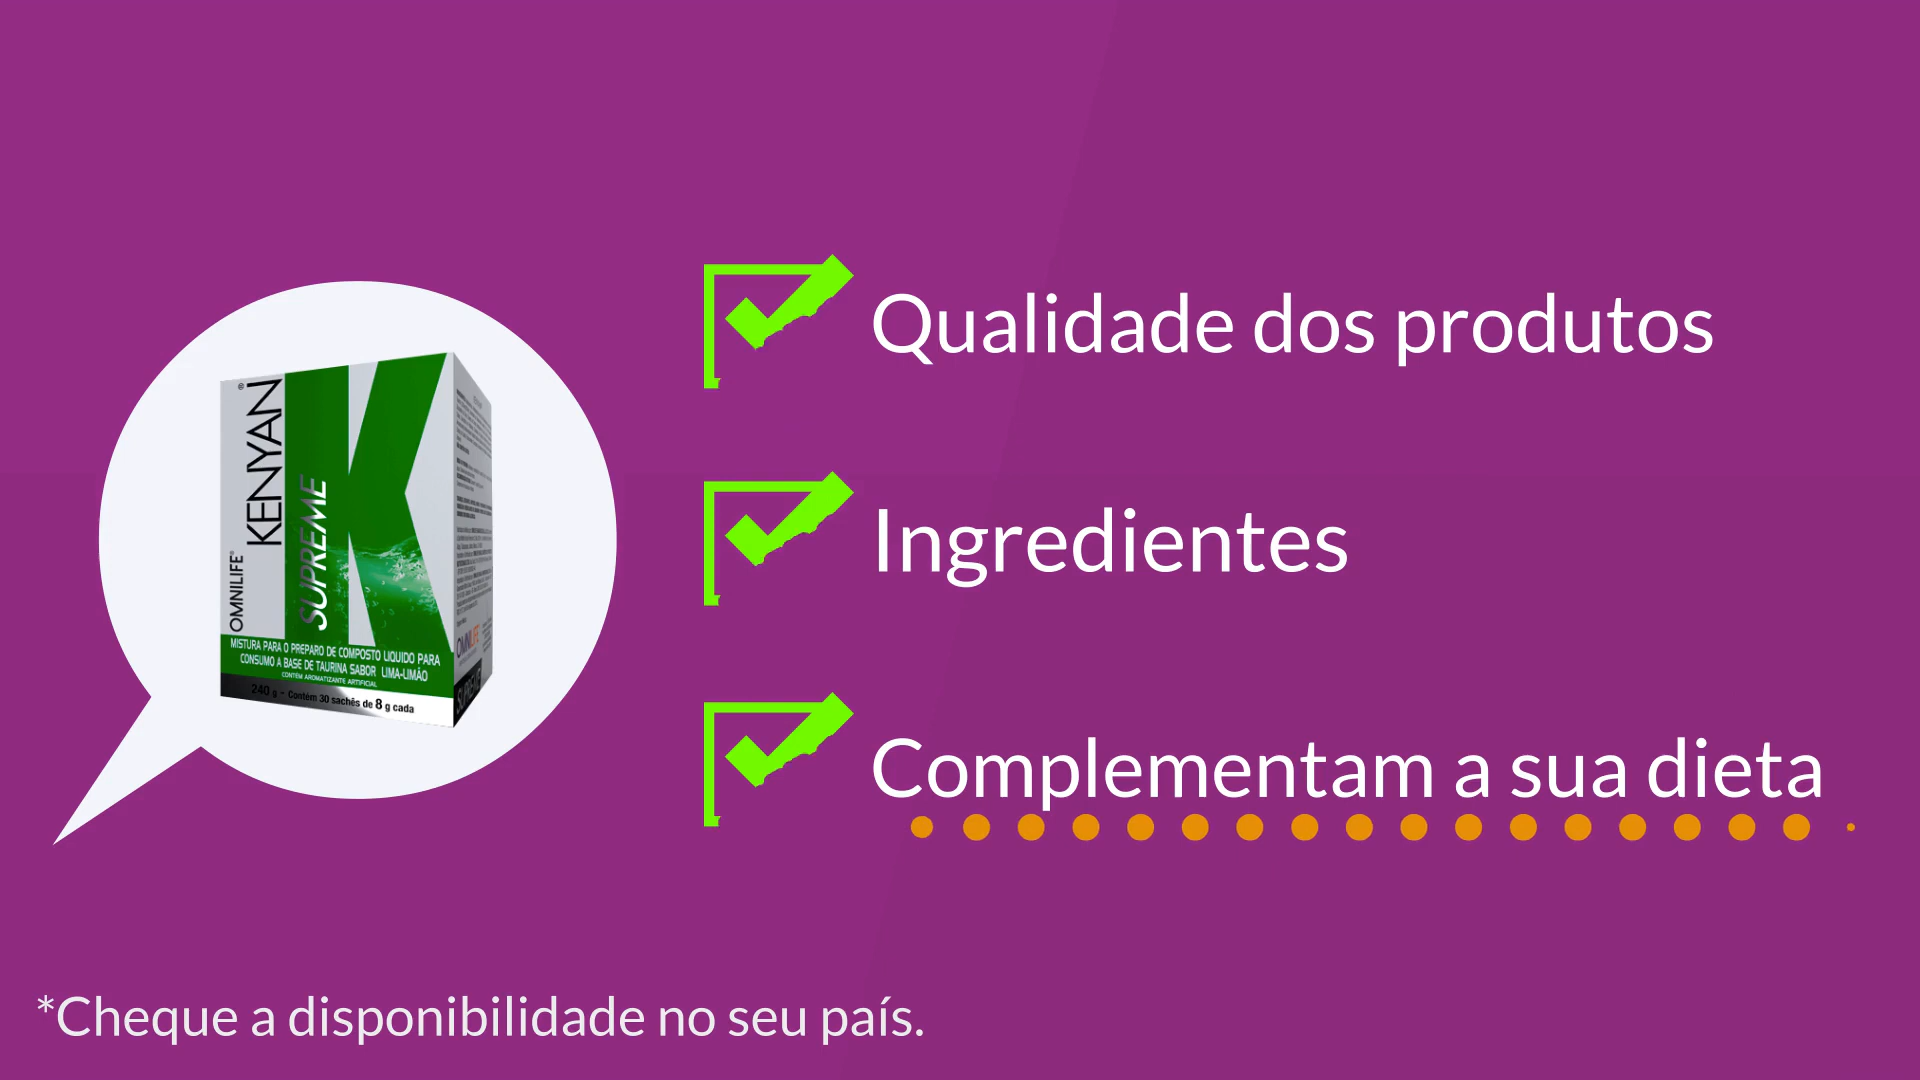 Qualidade dos produtos
Ingredientes
Complementam a sua dieta
OMNILIFE®
KENYAN®
SUPREME
MISTURA PARA O PREPARO DE COMPOSTO LIQUIDO PARA
CONSUMO A BASE DE TAURINA SABOR LIMA-LIMÃO
CONTÉM AROMATIZANTE ARTIFICIAL
240 g - Contém 30 sachês de 8 g cada
OMNILIFE
SUPREME
*Cheque a disponibilidade no seu país.